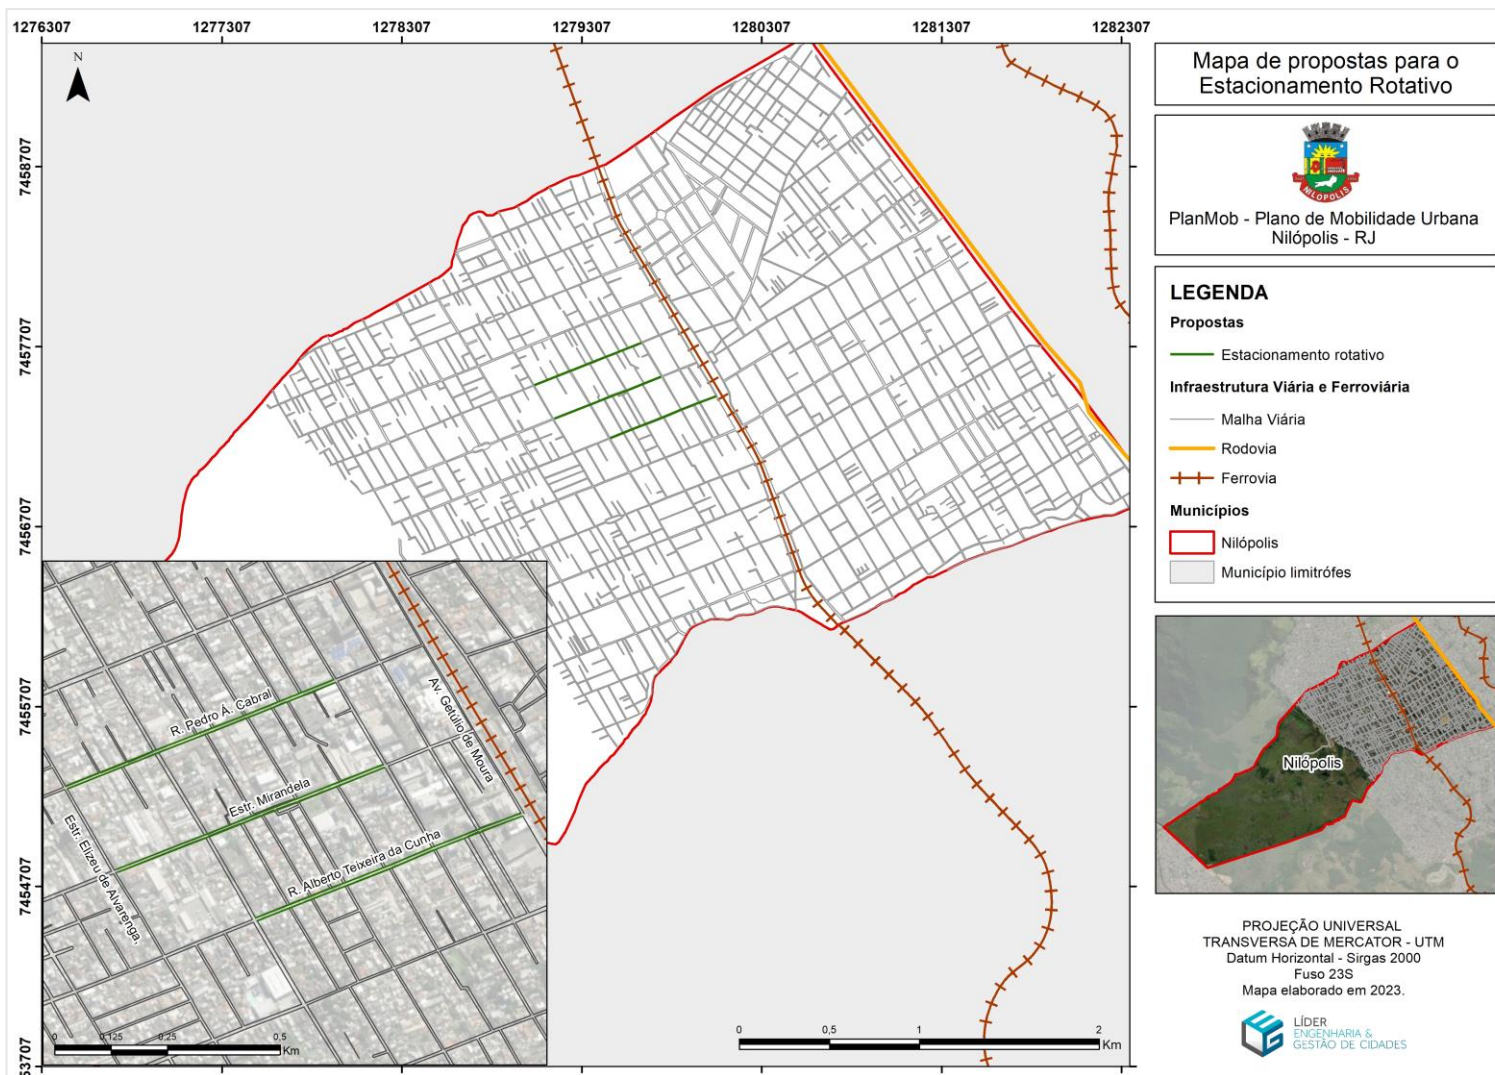 1276307 1277307 1278307 1279307 1280307 1281307 1282307
N
7458707
7457707
7456707
7455707
7454707
53707
R. Pedro Á. Cabral
Estr. Mirandela
R. Alberto Teixeira da Cunha
Av. Getúlio de Moura
Estr. Elizeu de Alvarenga,
0 0,125 0,25 0,5
Km
0 0,5 1 2
Km
Mapa de propostas para o
Estacionamento Rotativo
NILÓPOLIS
PlanMob - Plano de Mobilidade Urbana
Nilópolis - RJ
LEGENDA
Propostas
Estacionamento rotativo
Infraestrutura Viária e Ferroviária
Malha Viária
Rodovia
Ferrovia
Municípios
Nilópolis
Município limitrófes
Nilópolis
PROJEÇÃO UNIVERSAL
TRANSVERSA DE MERCATOR - UTM
Datum Horizontal - Sirgas 2000
Fuso 23S
Mapa elaborado em 2023.
LÍDER
ENGENHARIA &
GESTÃO DE CIDADES